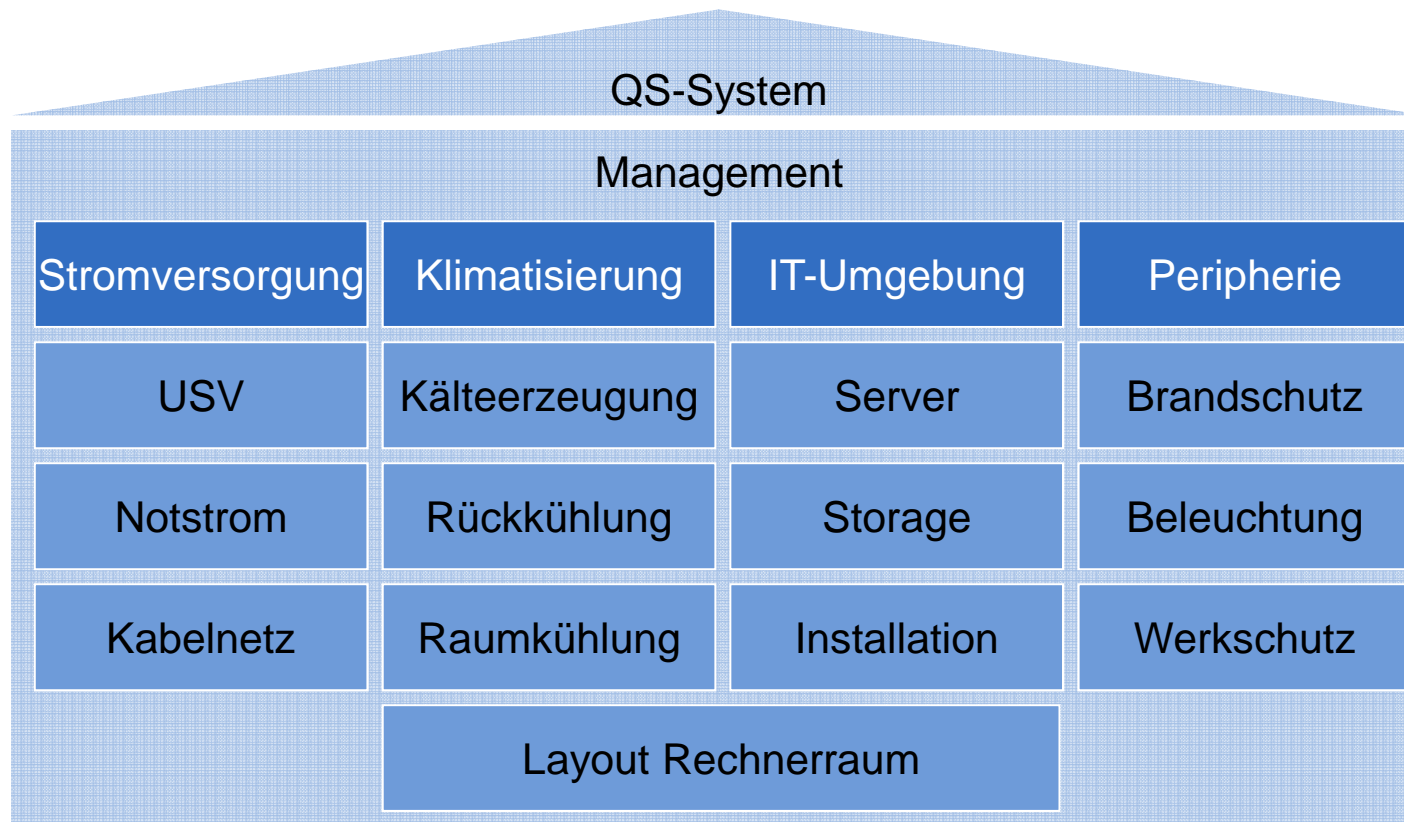 QS-System
Management
Stromversorgung
Klimatisierung
IT-Umgebung
Peripherie
USV
Kälteerzeugung
Server
Brandschutz
Notstrom
Rückkühlung
Storage
Beleuchtung
Kabelnetz
Raumkühlung
Installation
Werkschutz
Layout Rechnerraum